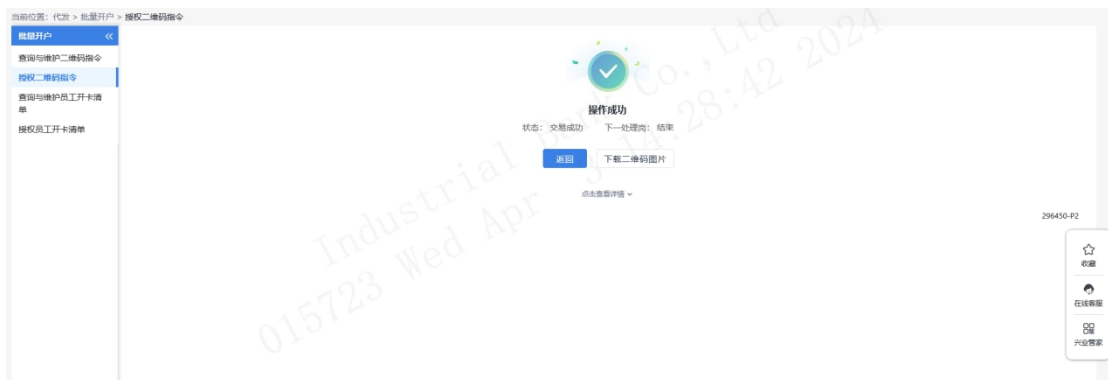 当前位置：代发 > 批量开户 > 授权二维码指令
批量开户 «
查询与维护二维码指令
授权二维码指令
查询与维护员工开卡清
单
授权员工开卡清单
操作成功
状态： 交易成功 下一处理岗： 结束
返回 下载二维码图片
点击查看详情
296450-P2
收藏
在线客服
兴业管家
Industrial Bank Co.,Ltd
015723 Wed Apr 3 14:28:42 2024